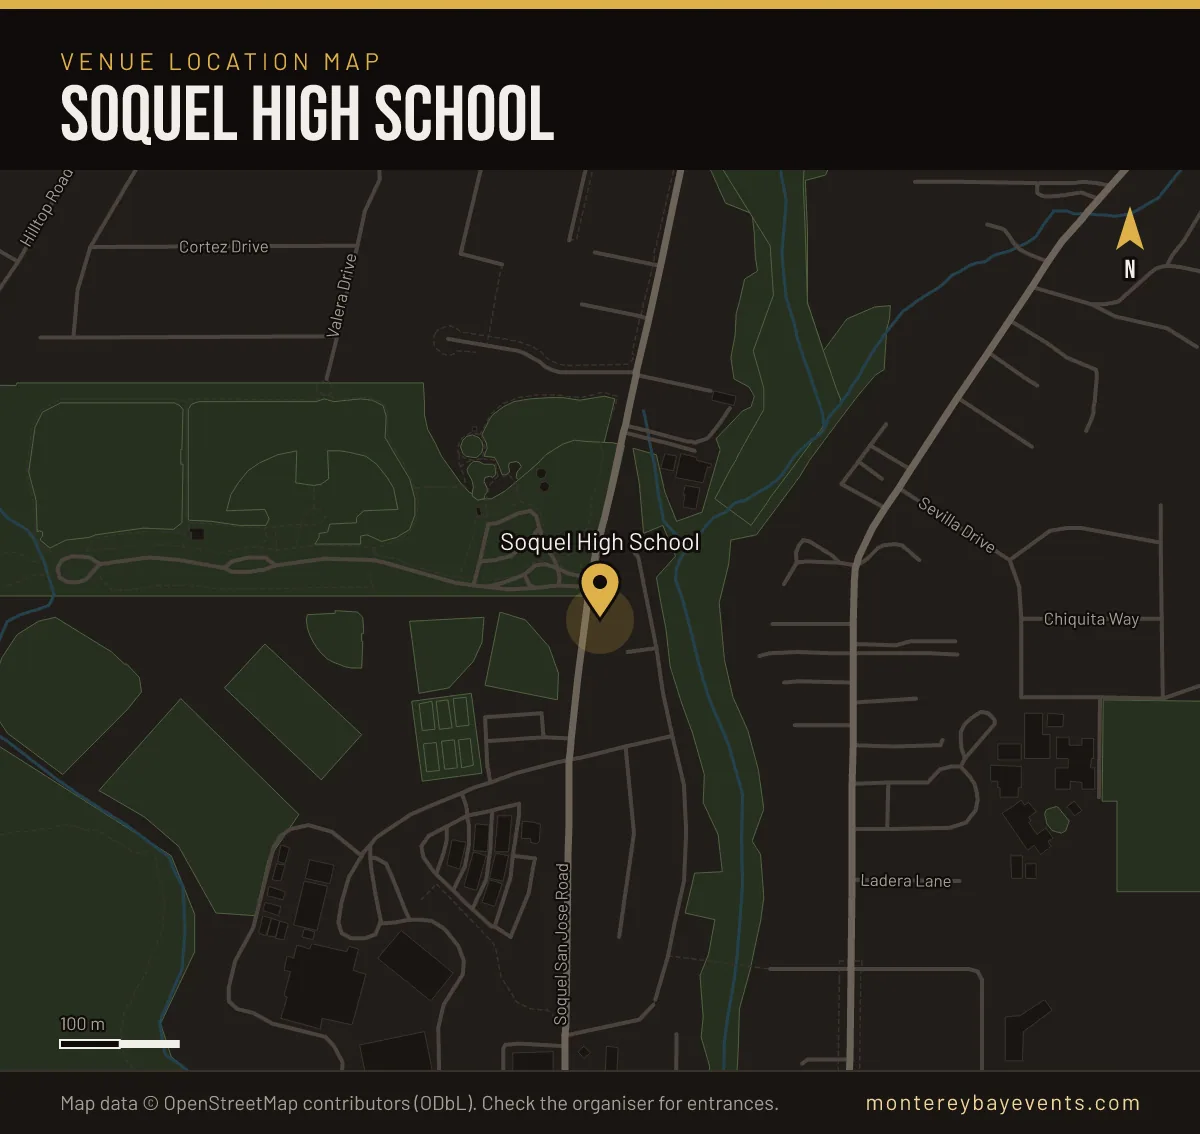 VENUE LOCATION MAP
SOQUEL HIGH SCHOOL
Hilltop Road
Cortez Drive
Valera Drive
N
Soquel High School
Sevilla Drive
Chiquita Way
Ladera Lane
Soquel San Jose Road
100 m
Map data © OpenStreetMap contributors (ODbL). Check the organiser for entrances.
montereybayevents.com